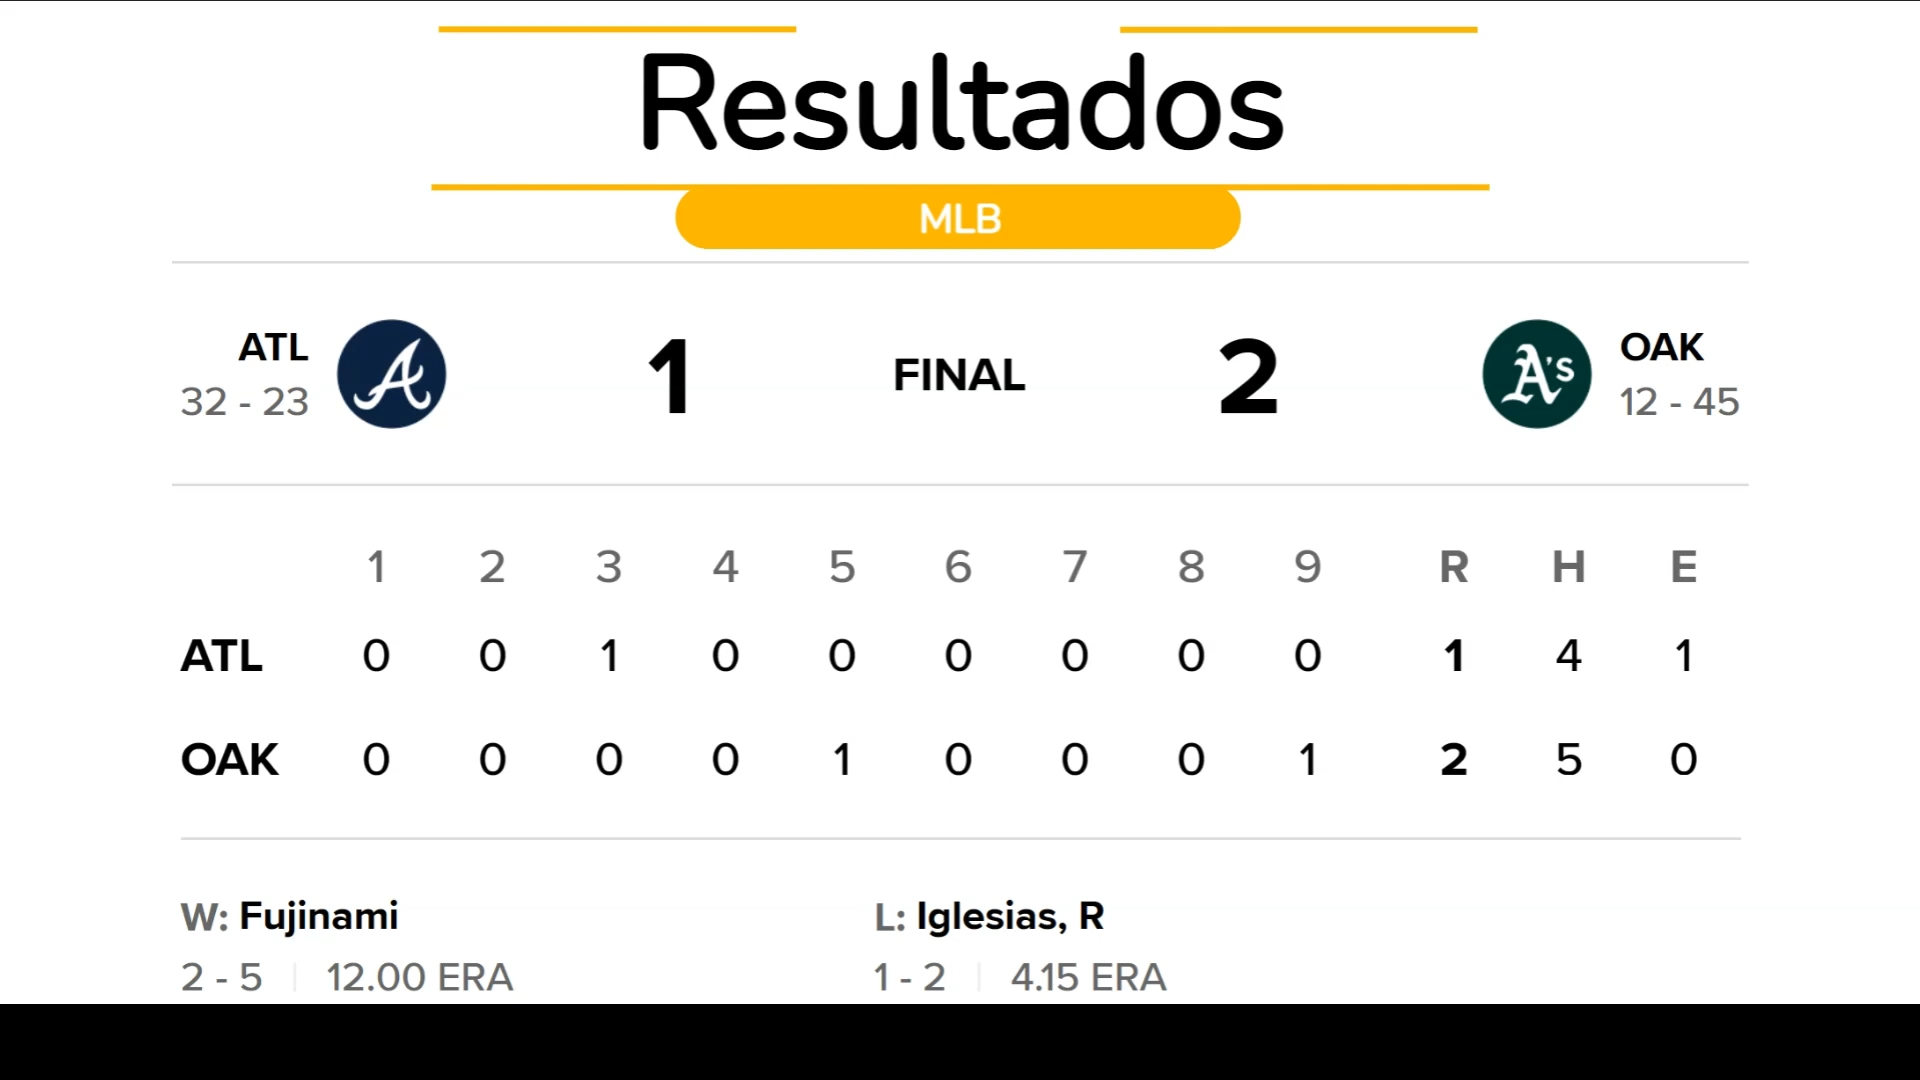 Resultados
MLB
ATL
32 - 23
A
1
FINAL
2
A's
OAK
12 - 45
1 2 3 4 5 6 7 8 9 R H E
ATL 0 0 1 0 0 0 0 0 0 1 4 1
OAK 0 0 0 0 1 0 0 0 1 2 5 0
W: Fujinami
2 - 5 | 12.00 ERA
L: Iglesias, R
1 - 2 | 4.15 ERA